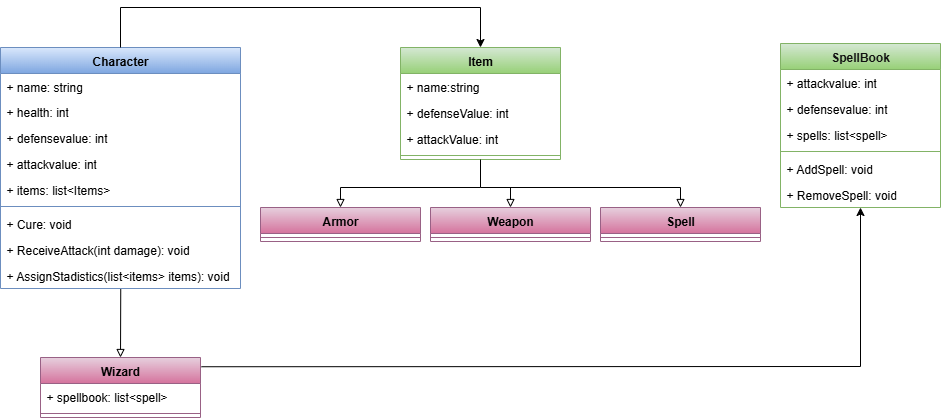 Character
+ name: string
+ health: int
+ defensevalue: int
+ attackvalue: int
+ items: list<Items>
+ Cure: void
+ ReceiveAttack(int damage): void
+ AssignStadistics(list<items> items): void
Item
+ name:string
+ defenseValue: int
+ attackValue: int
SpellBook
+ attackvalue: int
+ defensevalue: int
+ spells: list<spell>
+ AddSpell: void
+ RemoveSpell: void
Armor
Weapon
Spell
Wizard
+ spellbook: list<spell>